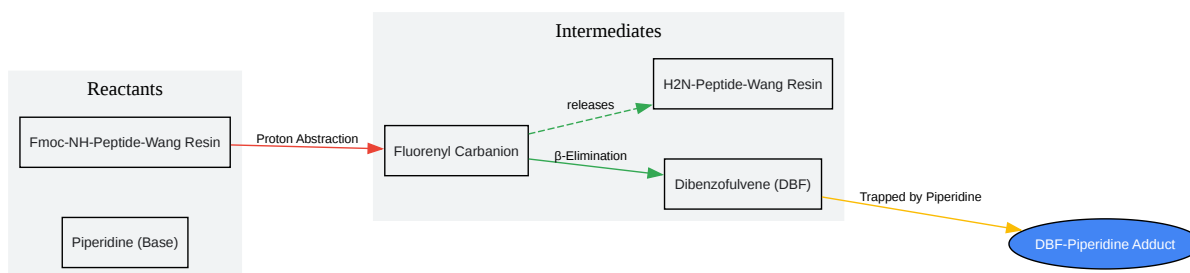 Reactants
Fmoc-NH-Peptide-Wang Resin
Piperidine (Base)
Proton Abstraction
Intermediates
Fluorenyl Carbanion
releases
β-Elimination
H2N-Peptide-Wang Resin
Dibenzofulvene (DBF)
Trapped by Piperidine
DBF-Piperidine Adduct